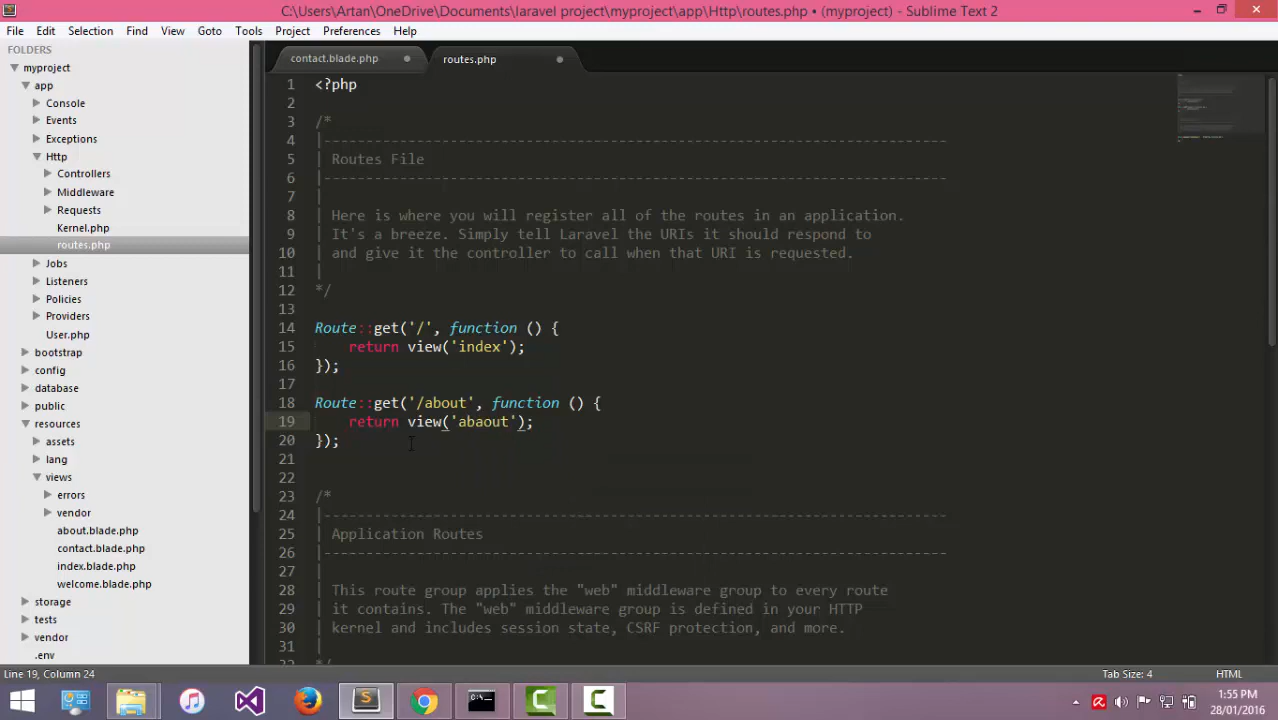 C:\Users\Artan\OneDrive\Documents\laravel project\myproject\app\Http\routes.php • (myproject) - Sublime Text 2
File Edit Selection Find View Goto Tools Project Preferences Help
FOLDERS
myproject
app
Console
Events
Exceptions
Http
Controllers
Middleware
Requests
Kernel.php
routes.php
Jobs
Listeners
Policies
Providers
User.php
bootstrap
config
database
public
resources
assets
lang
views
errors
vendor
about.blade.php
contact.blade.php
index.blade.php
welcome.blade.php
storage
tests
vendor
.env
contact.blade.php routes.php
1 <?php
2
3 /*
4 |--------------------------------------------------------------------------
5 | Routes File
6 |--------------------------------------------------------------------------
7 |
8 | Here is where you will register all of the routes in an application.
9 | It's a breeze. Simply tell Laravel the URIs it should respond to
10 | and give it the controller to call when that URI is requested.
11 |
12 */
13
14 Route::get('/', function () {
15 return view('index');
16 });
17
18 Route::get('/about', function () {
19 return view('abaout');
20 });
21
22
23 /*
24 |--------------------------------------------------------------------------
25 | Application Routes
26 |--------------------------------------------------------------------------
27 |
28 | This route group applies the "web" middleware group to every route
29 | it contains. The "web" middleware group is defined in your HTTP
30 | kernel and includes session state, CSRF protection, and more.
31 |
32 */
Line 19, Column 24 Tab Size: 4 HTML
1:55 PM
28/01/2016